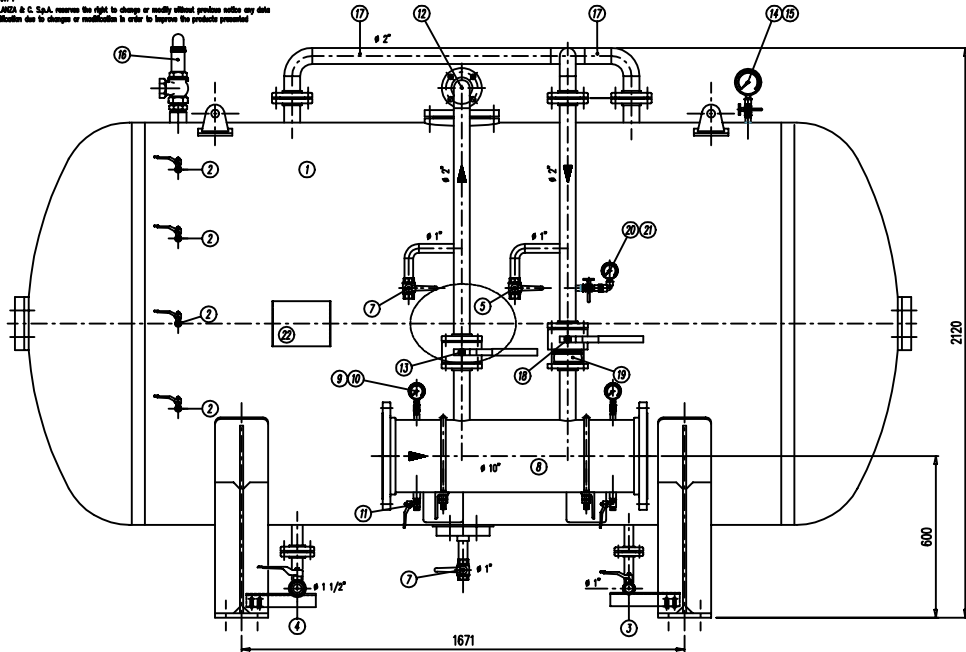 LANZA & C. S.p.A. reserves the right to change or modify without previous notice any data
due to changes or modification in order to improve the products presented
17
12
17
14 15
16
ø 2"
2
1
ø 2"
ø 2"
2
ø 1"
ø 1"
20 21
7
5
2
22
2120
13
18
19
9 10
2
ø 10"
8
600
11
7
ø 1"
ø 1 1/2"
ø 1"
4
3
1671